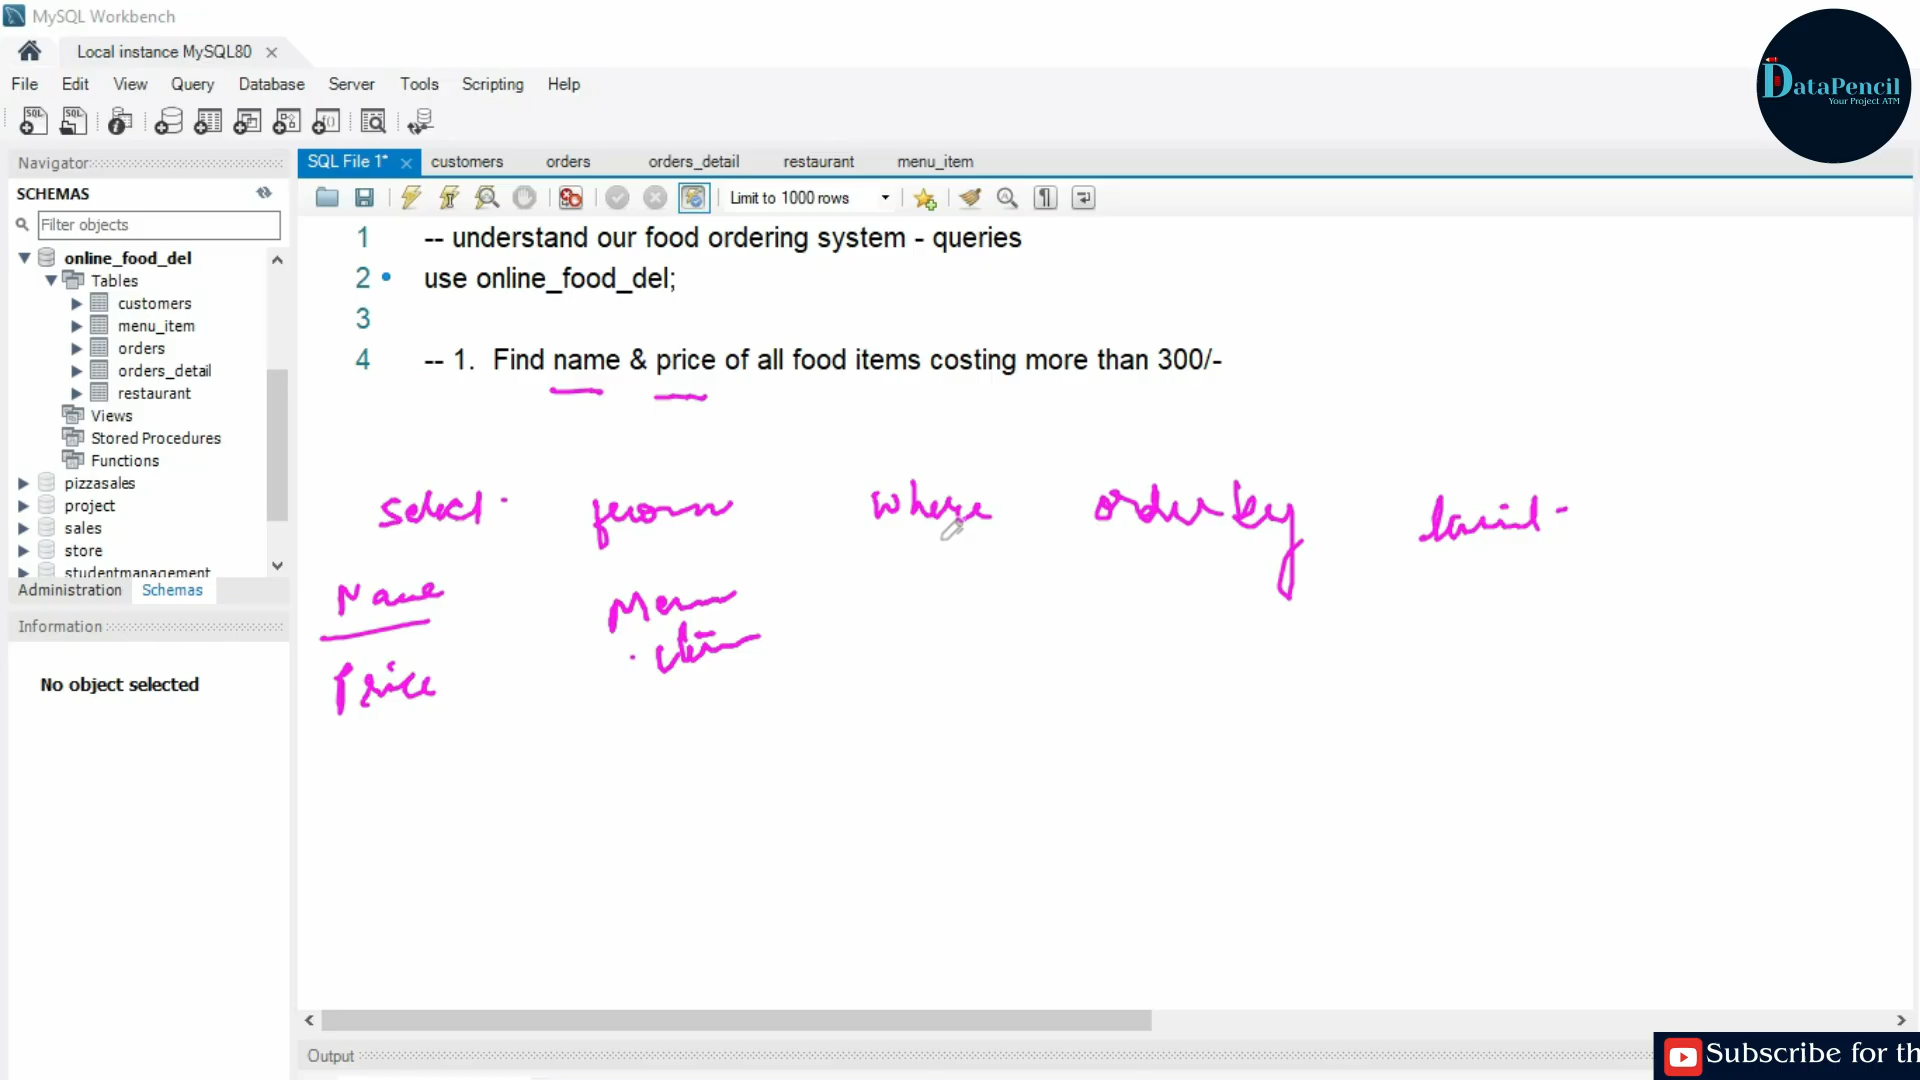 MySQL Workbench
Local instance MySQL80
File Edit View Query Database Server Tools Scripting Help
DataPencil
Your Project ATM
Navigator
SCHEMAS
Filter objects
online_food_del
Tables
customers
menu_item
orders
orders_detail
restaurant
Views
Stored Procedures
Functions
pizzasales
project
sales
store
studentmanagement
Administration Schemas
Information
No object selected
SQL File 1* customers orders orders_detail restaurant menu_item
Limit to 1000 rows
1 -- understand our food ordering system - queries
2 use online_food_del;
3
4 -- 1. Find name & price of all food items costing more than 300/-
select from where order by limit
Name Menu
item
Price
Output
Subscribe for th